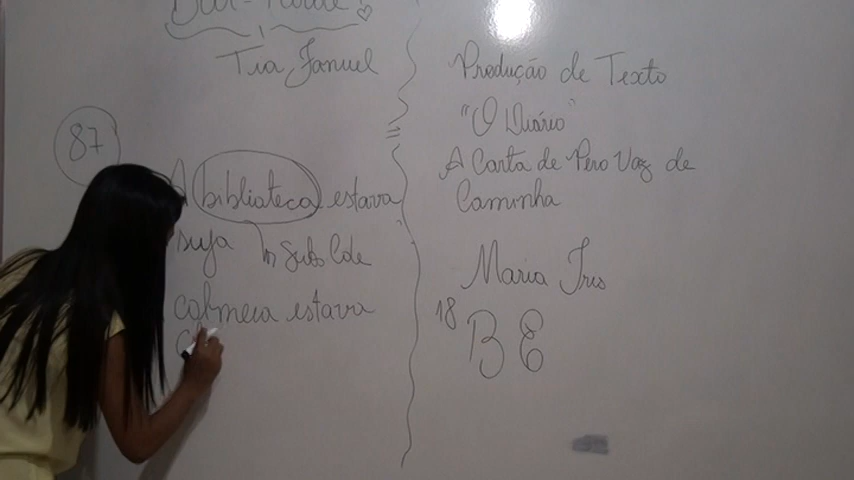 Tia Januel
87
A biblioteca estava
suja
colmeia estava
Produção de Texto
"O Diário"
A Carta de Pero Vaz de
Caminha
Maria Iris
18
B E